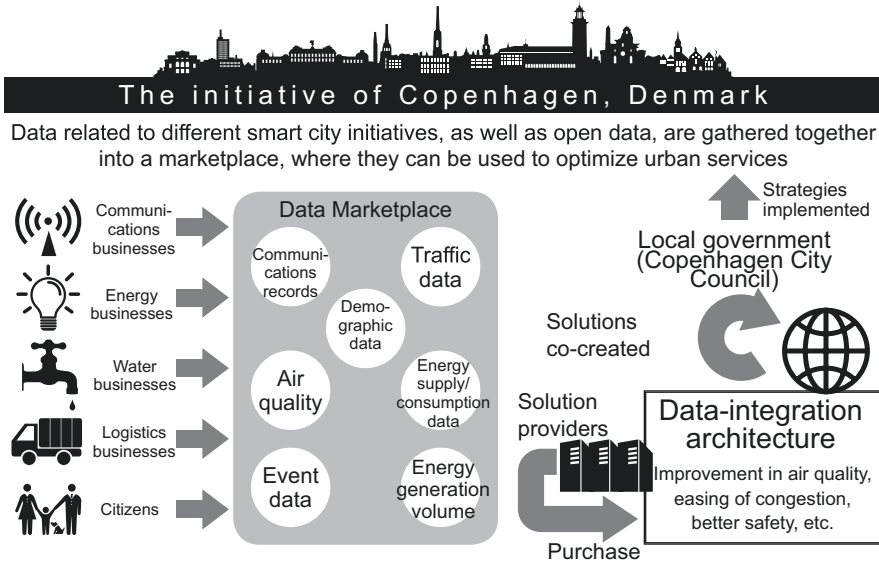 The initiative of Copenhagen, Denmark
Data related to different smart city initiatives, as well as open data, are gathered together
into a marketplace, where they can be used to optimize urban services
Communi-
cations
businesses
Energy
businesses
Water
businesses
Logistics
businesses
Citizens
Data Marketplace
Communi-
cations
records
Traffic
data
Demo-
graphic
data
Air
quality
Energy
supply/
consumption
data
Event
data
Energy
generation
volume
Strategies
implemented
Local government
(Copenhagen City
Council)
Solutions
co-created
Solution
providers
Data-integration
architecture
Improvement in air quality,
easing of congestion,
better safety, etc.
Purchase